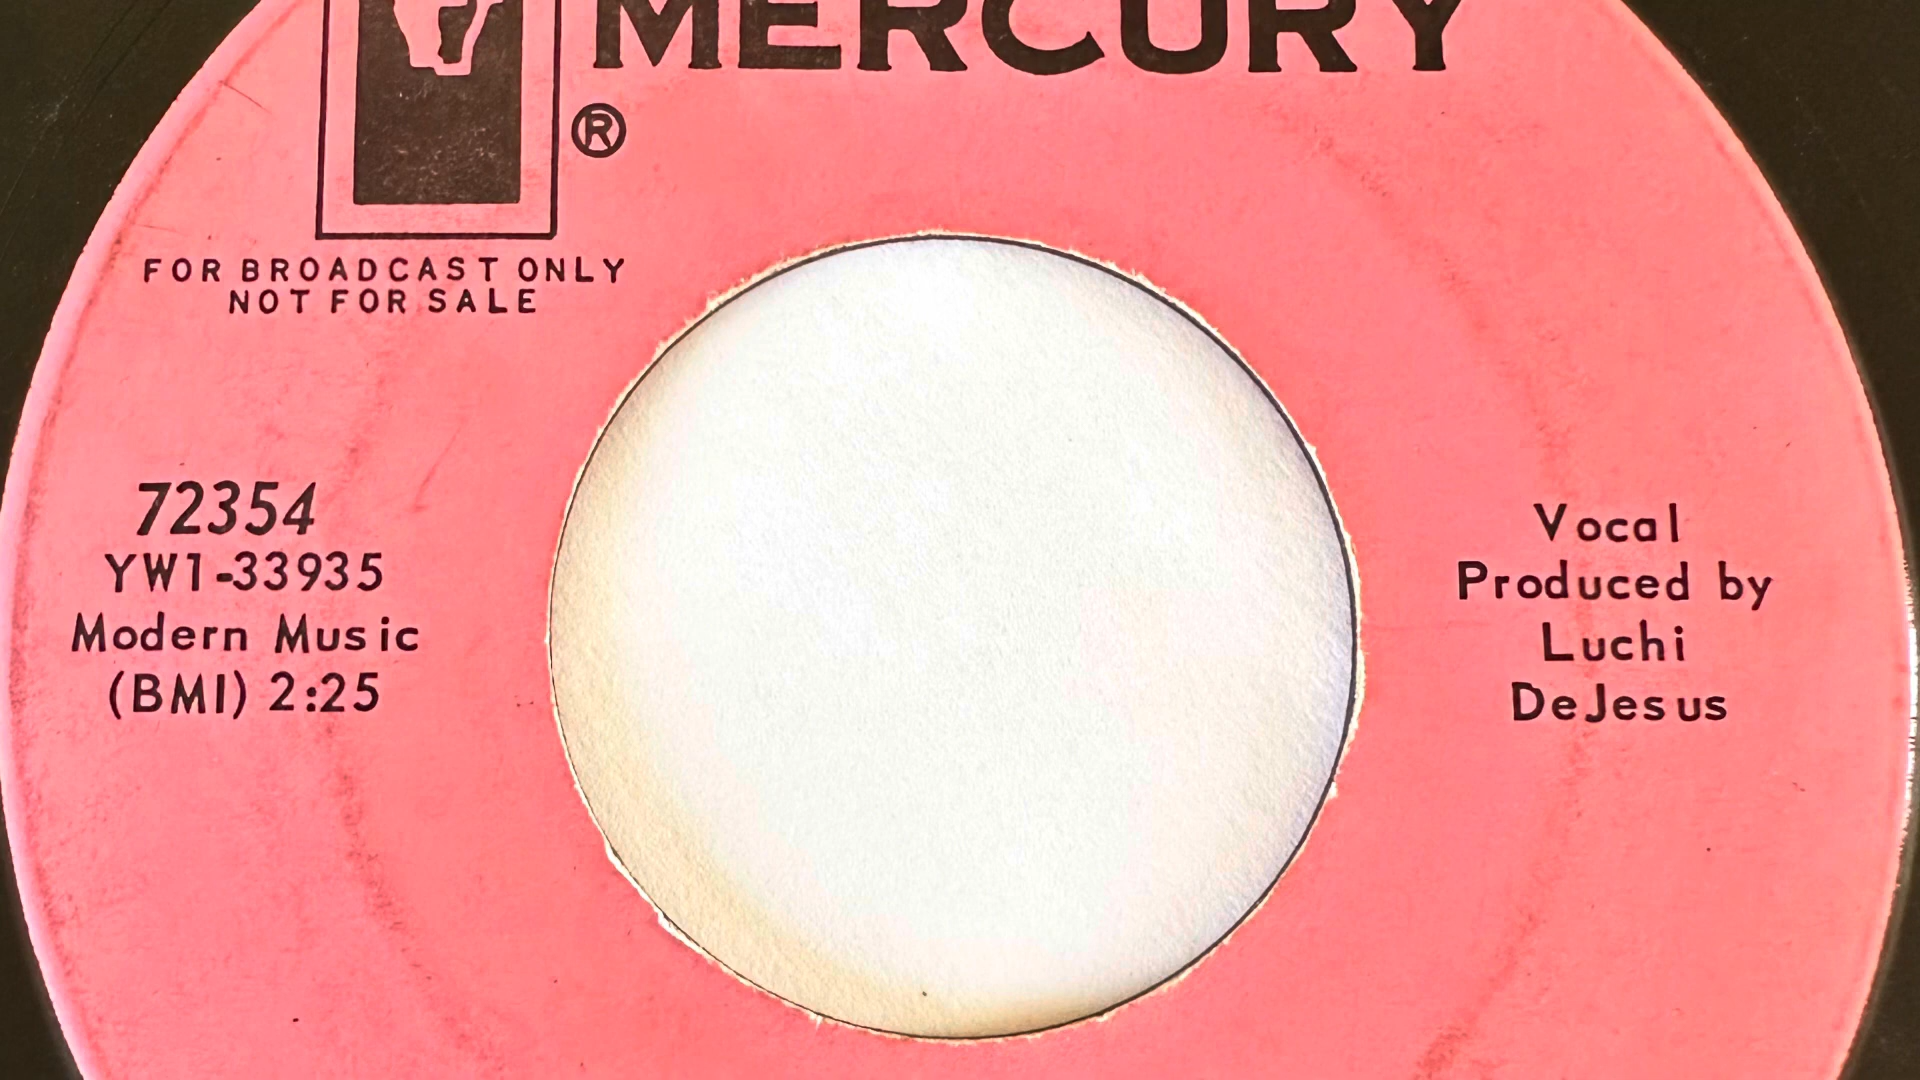 MERCURY
®
FOR BROADCAST ONLY
NOT FOR SALE
72354
YW1-33935
Modern Music
(BMI) 2:25
Vocal
Produced by
Luchi
DeJesus